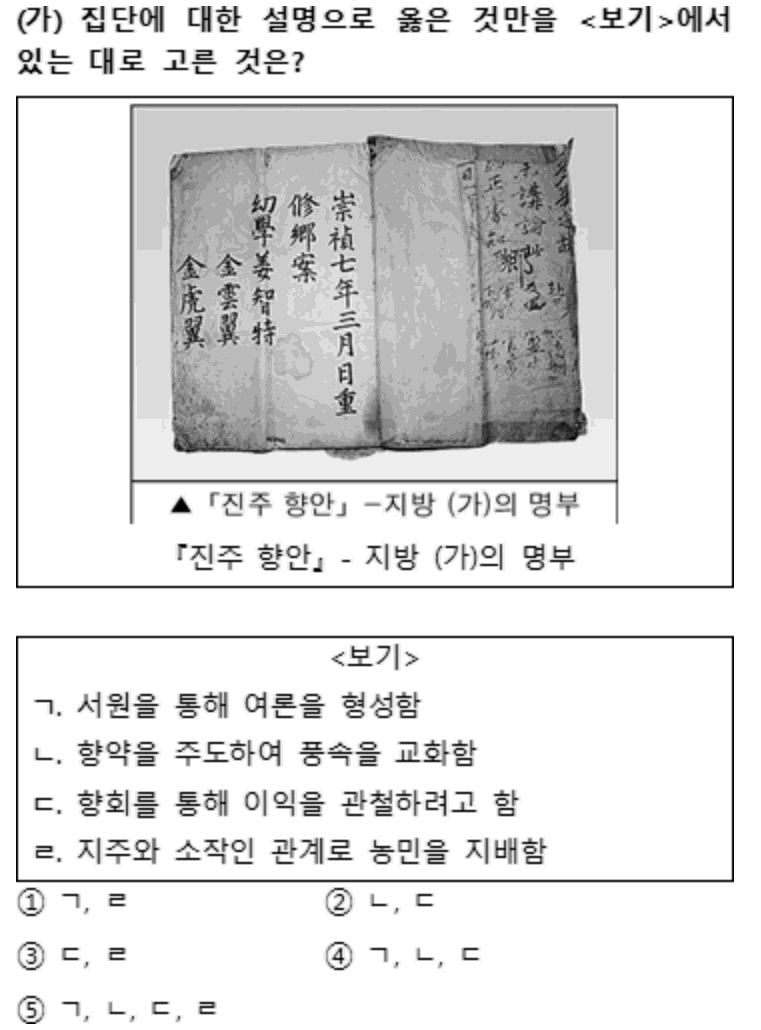 (가) 집단에 대한 설명으로 옳은 것만을 <보기>에서
있는 대로 고른 것은?
崇禎七年三月日重
修鄕案
幼學姜智特
金雲翼
金虎翼
▲「진주 향안」－지방 (가)의 명부
『진주 향안』 - 지방 (가)의 명부
<보기>
ㄱ. 서원을 통해 여론을 형성함
ㄴ. 향약을 주도하여 풍속을 교화함
ㄷ. 향회를 통해 이익을 관철하려고 함
ㄹ. 지주와 소작인 관계로 농민을 지배함
① ㄱ, ㄹ
② ㄴ, ㄷ
③ ㄷ, ㄹ
④ ㄱ, ㄴ, ㄷ
⑤ ㄱ, ㄴ, ㄷ, ㄹ